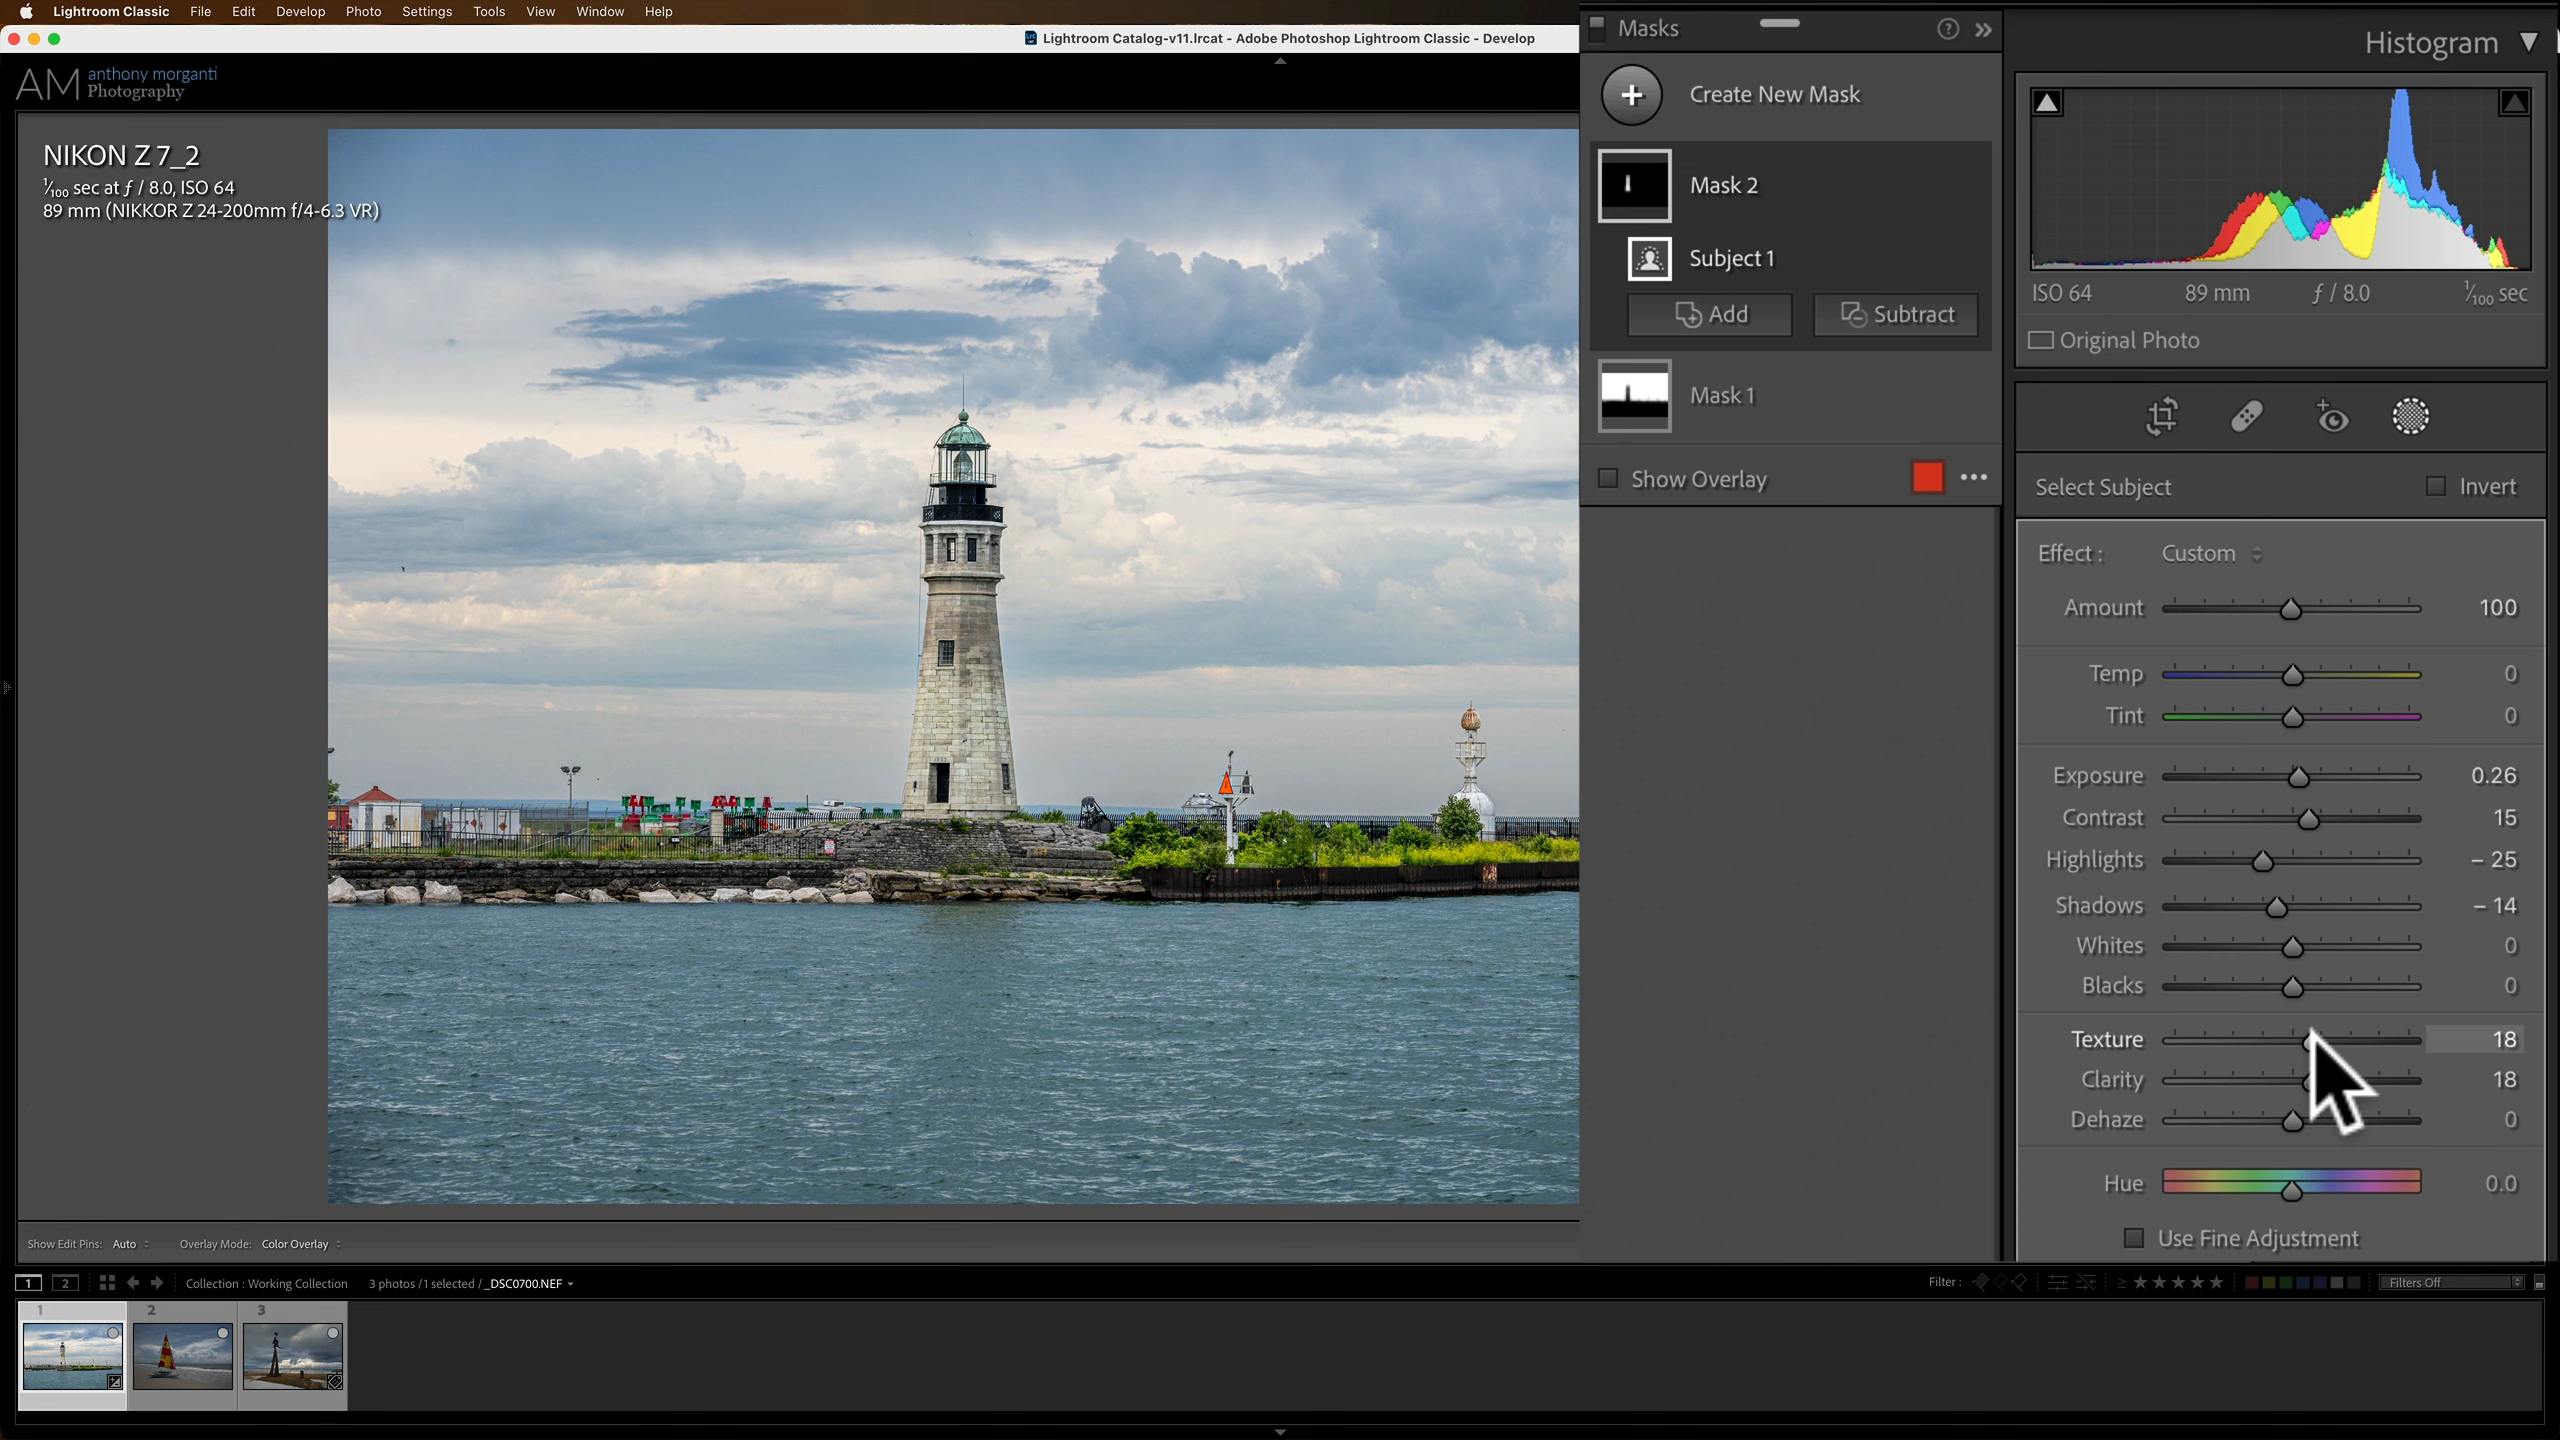 Lightroom Classic File Edit Develop Photo Settings Tools View Window Help
Lightroom Catalog-v11.lrcat - Adobe Photoshop Lightroom Classic - Develop
AM anthony morganti
Photography
NIKON Z 7_2
1/100 sec at ƒ / 8.0, ISO 64
89 mm (NIKKOR Z 24-200mm f/4-6.3 VR)
Masks
Create New Mask
Mask 2
Subject 1
Add Subtract
Mask 1
Show Overlay
Histogram
ISO 64 89 mm ƒ / 8.0 1/100 sec
Original Photo
Select Subject Invert
Effect : Custom
Amount 100
Temp 0
Tint 0
Exposure 0.26
Contrast 15
Highlights – 25
Shadows – 14
Whites 0
Blacks 0
Texture 18
Clarity 18
Dehaze 0
Hue 0.0
Use Fine Adjustment
Show Edit Pins: Auto Overlay Mode: Color Overlay
1 2 Collection : Working Collection 3 photos / 1 selected / _DSC0700.NEF Filter : ≥ ★★★★★ Filters Off
1 2 3